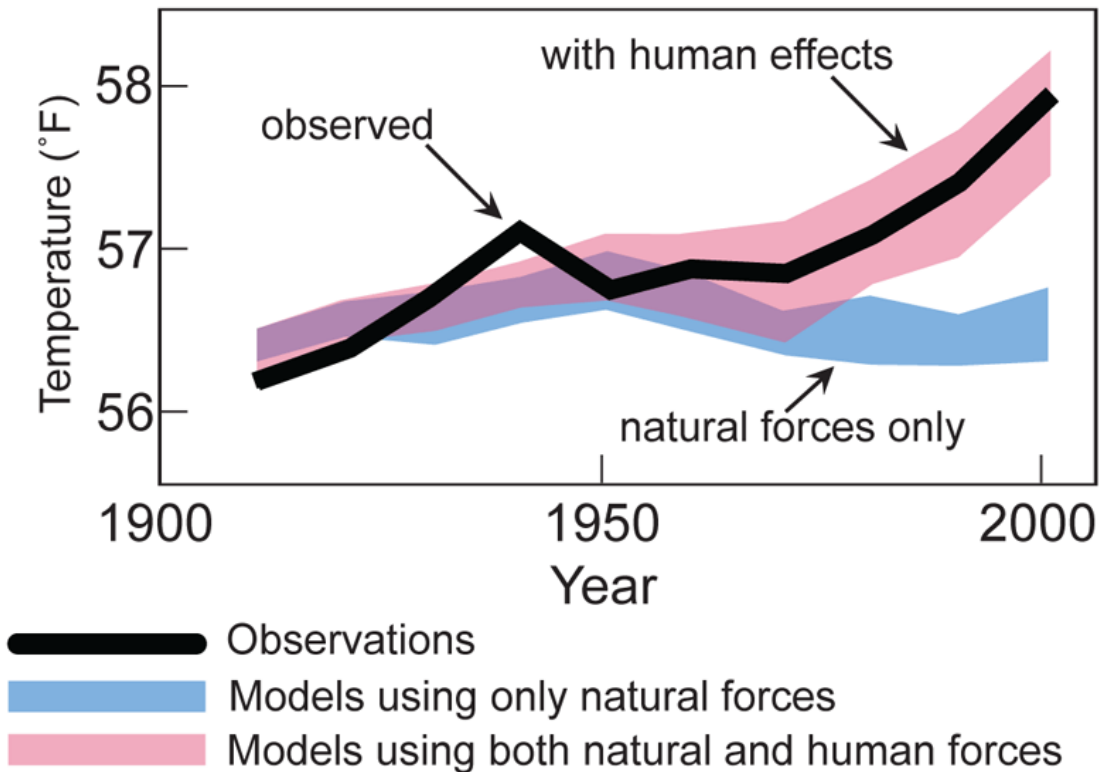 with human effects
58
observed
Temperature (˚F)
57
56
natural forces only
1900
1950
2000
Year
Observations
Models using only natural forces
Models using both natural and human forces